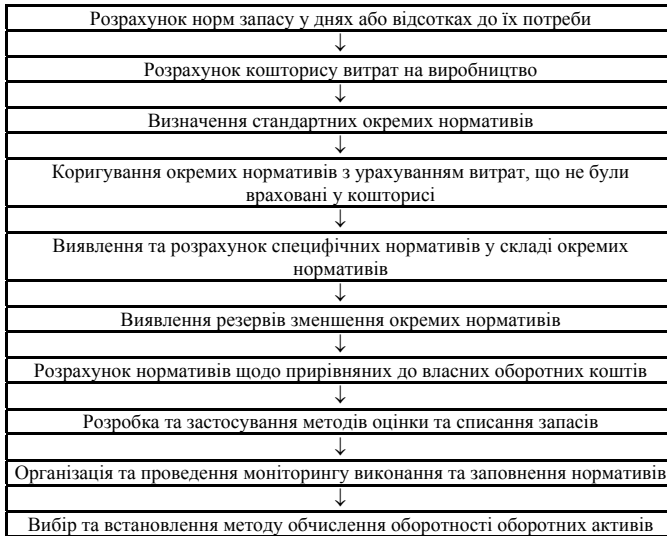 Розрахунок норм запасу у днях або відсотках до їх потреби
↓
Розрахунок кошторису витрат на виробництво
↓
Визначення стандартних окремих нормативів
↓
Коригування окремих нормативів з урахуванням витрат, що не були
враховані у кошторисі
↓
Виявлення та розрахунок специфічних нормативів у складі окремих
нормативів
↓
Виявлення резервів зменшення окремих нормативів
↓
Розрахунок нормативів щодо прирівняних до власних оборотних коштів
↓
Розробка та застосування методів оцінки та списання запасів
↓
Організація та проведення моніторингу виконання та заповнення нормативів
↓
Вибір та встановлення методу обчислення оборотності оборотних активів